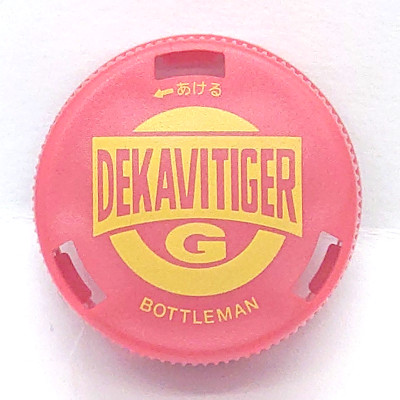 ←あける
DEKAVITIGER
G
BOTTLEMAN